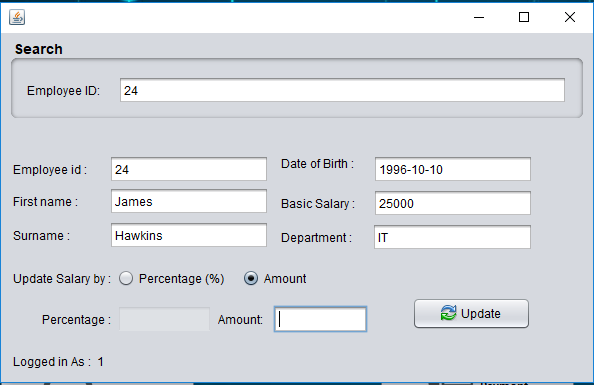 Search
Employee ID: 24
Employee id : 24 Date of Birth : 1996-10-10
First name : James Basic Salary : 25000
Surname : Hawkins Department : IT
Update Salary by : Percentage (%) Amount
Percentage : Amount: Update
Logged in As : 1